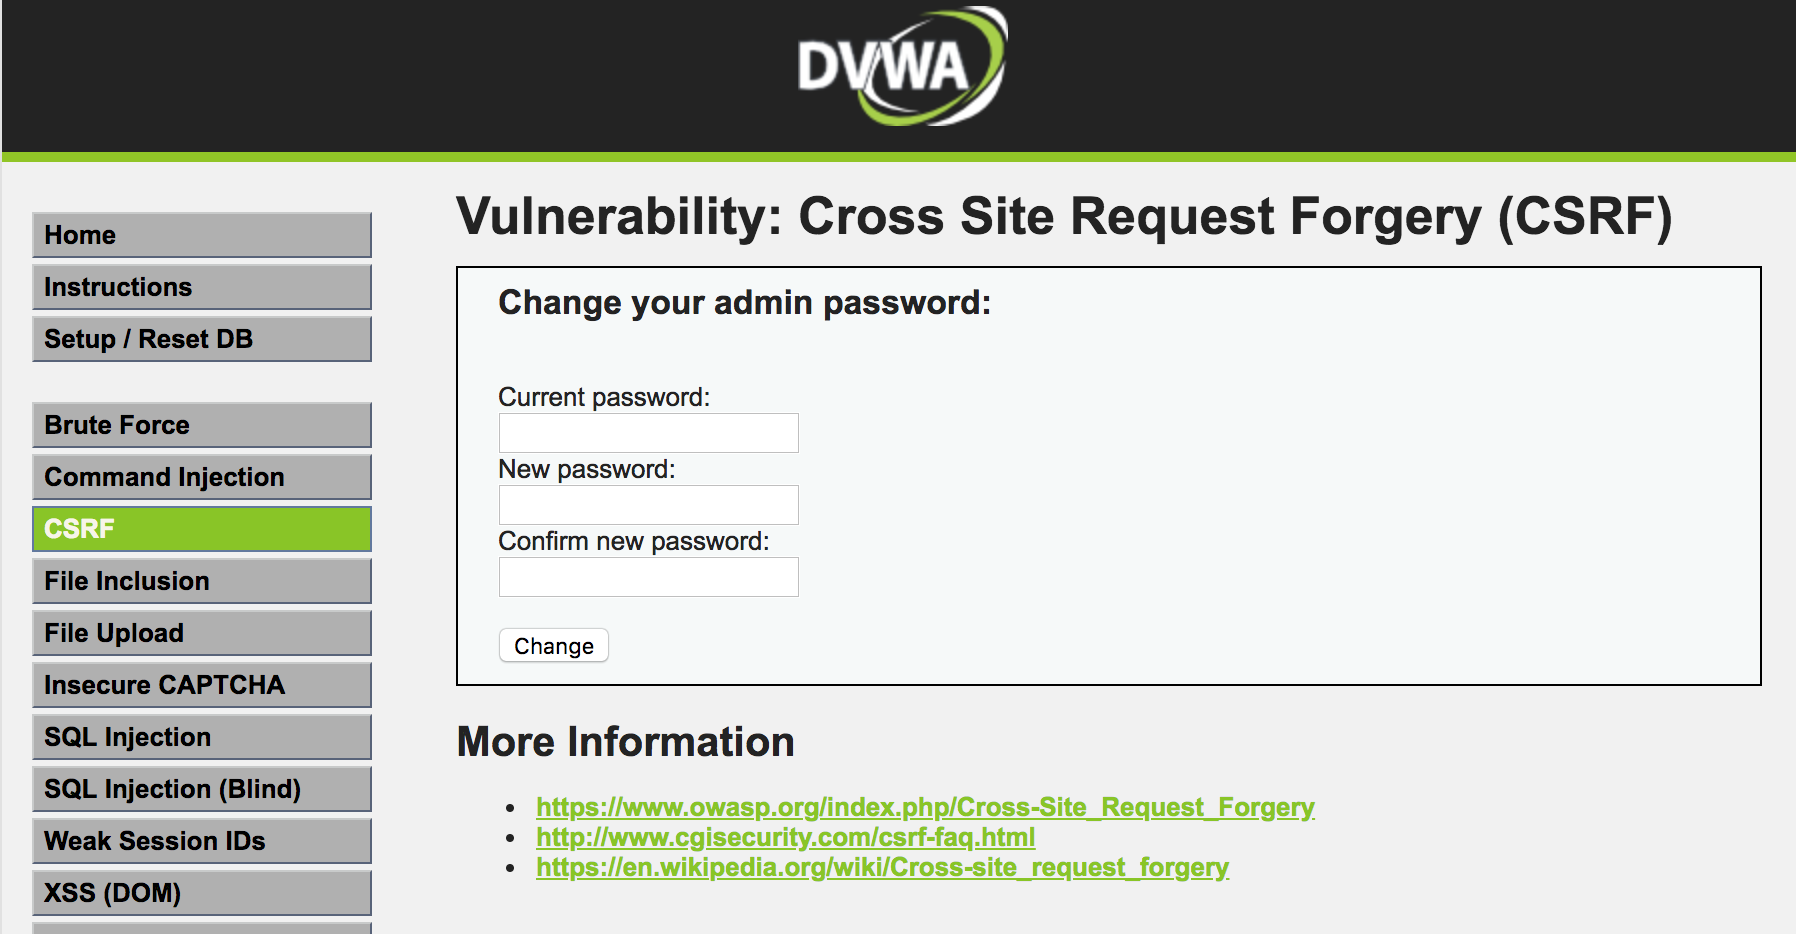 DVWA
Home
Instructions
Setup / Reset DB
Brute Force
Command Injection
CSRF
File Inclusion
File Upload
Insecure CAPTCHA
SQL Injection
SQL Injection (Blind)
Weak Session IDs
XSS (DOM)
Vulnerability: Cross Site Request Forgery (CSRF)
Change your admin password:
Current password:
New password:
Confirm new password:
Change
More Information
https://www.owasp.org/index.php/Cross-Site_Request_Forgery
http://www.cgisecurity.com/csrf-faq.html
https://en.wikipedia.org/wiki/Cross-site_request_forgery